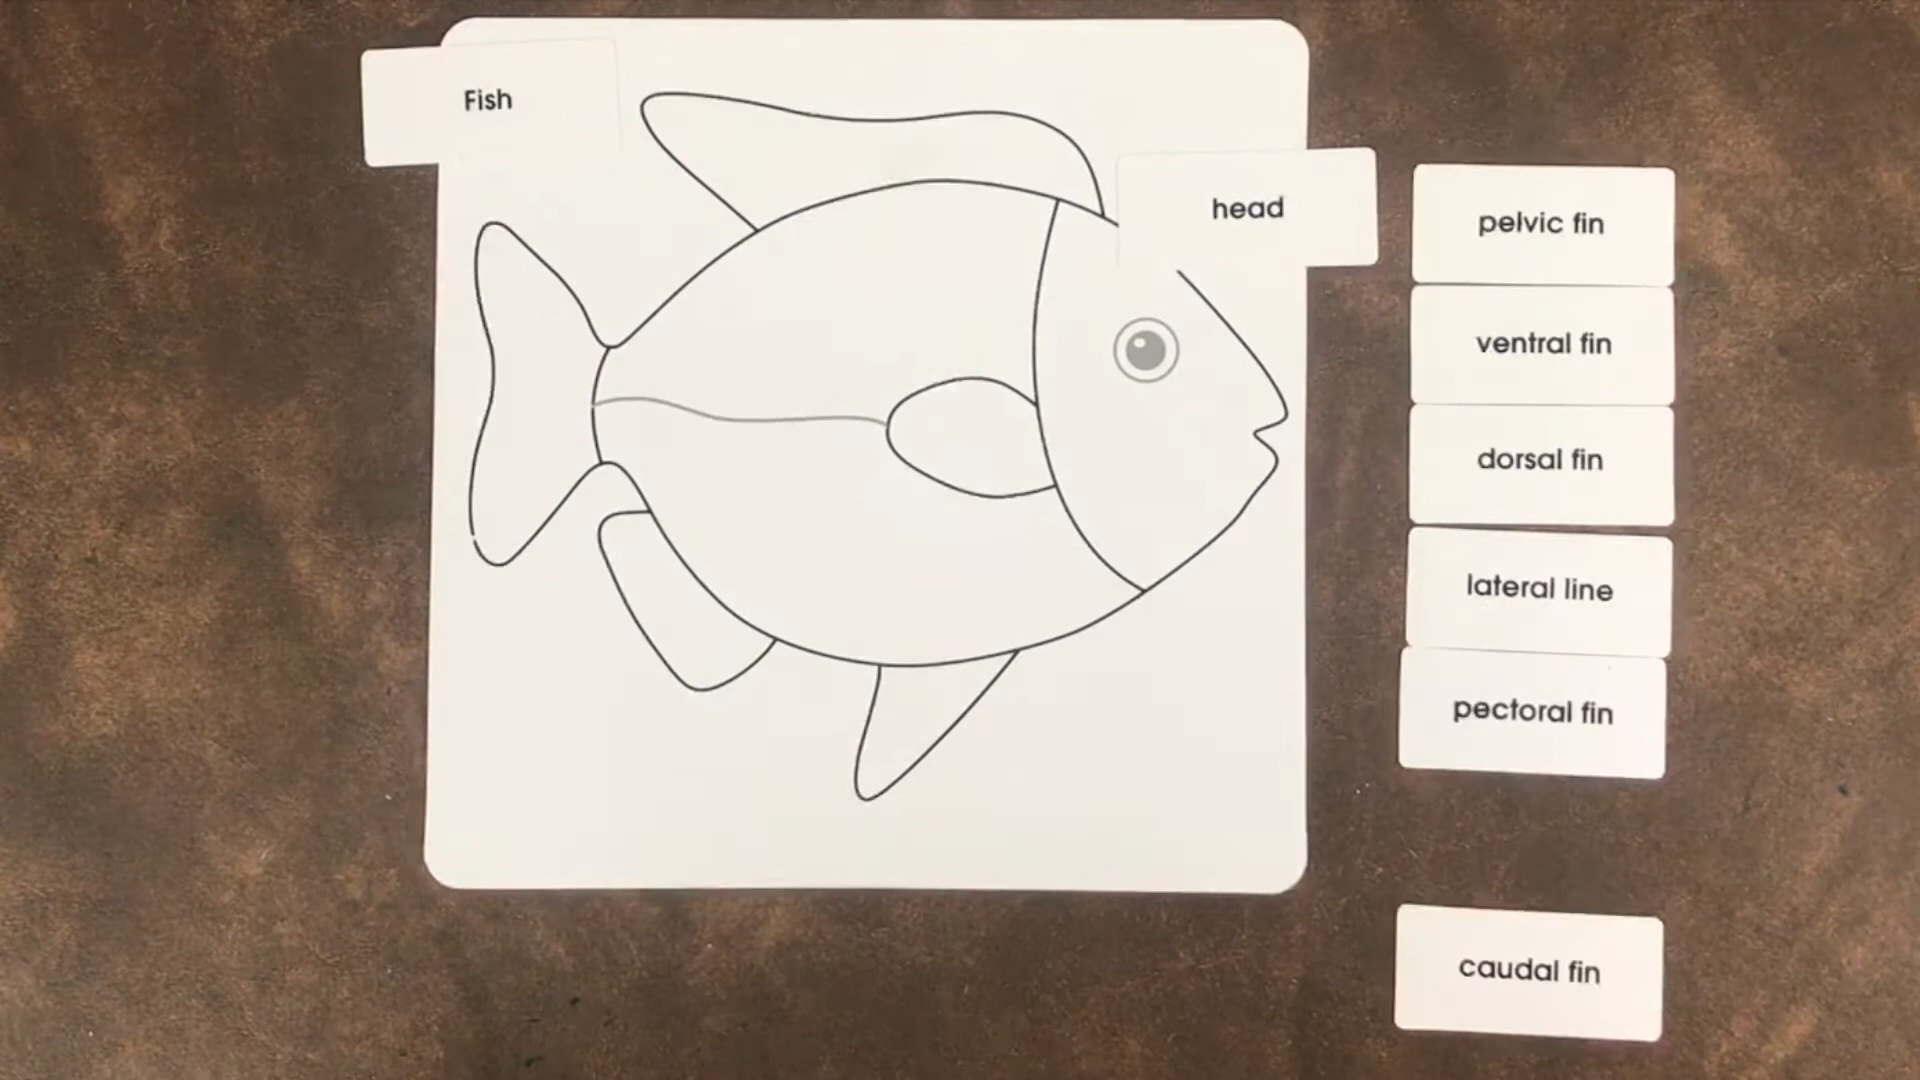 Fish
head
pelvic fin
ventral fin
dorsal fin
lateral line
pectoral fin
caudal fin